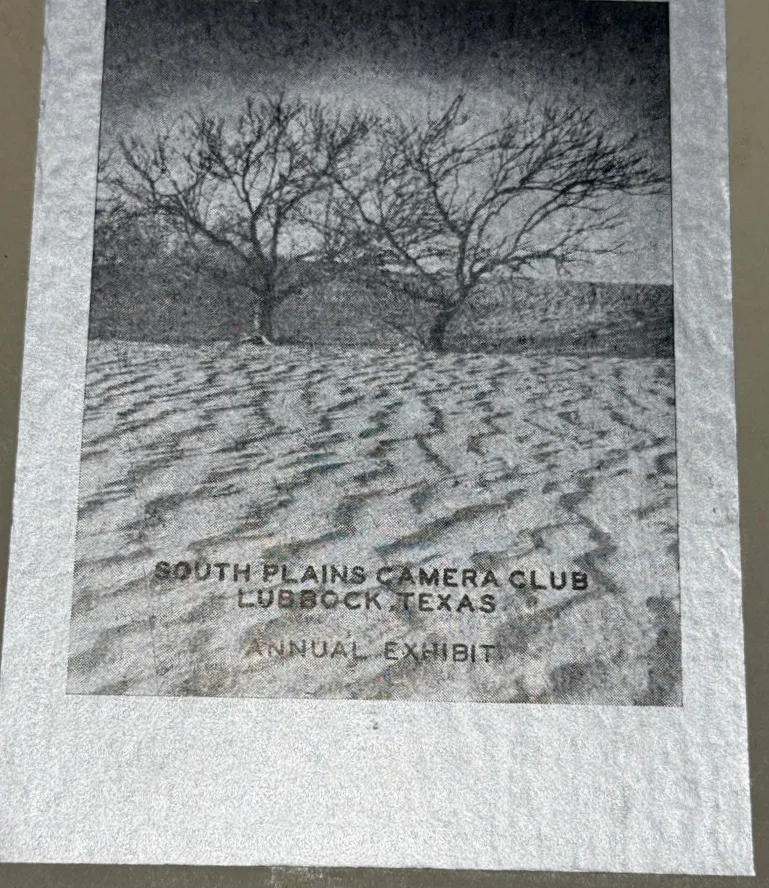 SOUTH PLAINS CAMERA CLUB
LUBBOCK, TEXAS
ANNUAL EXHIBIT